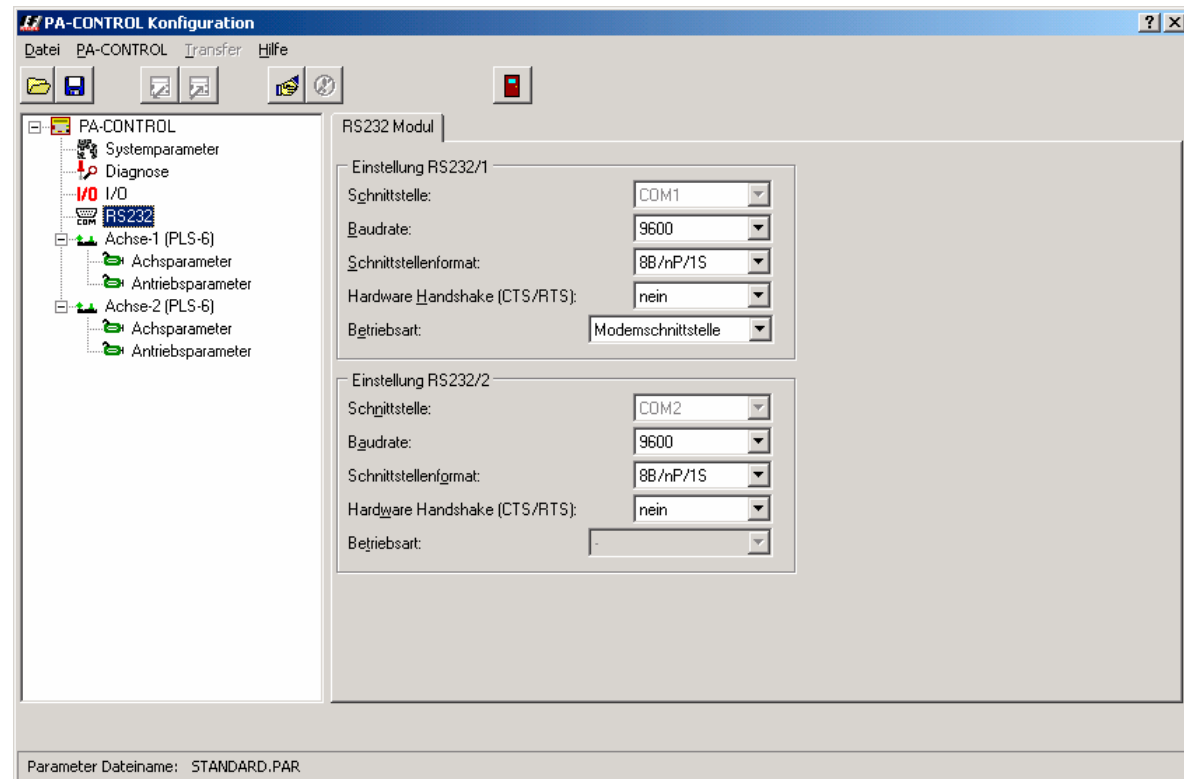 PA-CONTROL Konfiguration
Datei PA-CONTROL Transfer Hilfe
PA-CONTROL
Systemparameter
Diagnose
I/O I/O
COM RS232
Achse-1 (PLS-6)
Achsparameter
Antriebsparameter
Achse-2 (PLS-6)
Achsparameter
Antriebsparameter
RS232 Modul
Einstellung RS232/1
Schnittstelle: COM1
Baudrate: 9600
Schnittstellenformat: 8B/nP/1S
Hardware Handshake (CTS/RTS): nein
Betriebsart: Modemschnittstelle
Einstellung RS232/2
Schnittstelle: COM2
Baudrate: 9600
Schnittstellenformat: 8B/nP/1S
Hardware Handshake (CTS/RTS): nein
Betriebsart: -
Parameter Dateiname: STANDARD.PAR